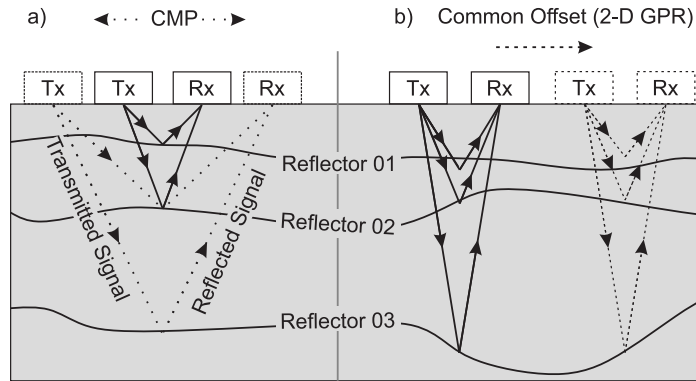 a)
CMP
b)
Common Offset (2-D GPR)
Tx
Tx
Rx
Rx
Tx
Rx
Tx
Rx
Reflector 01
Transmitted Signal
Reflected Signal
Reflector 02
Reflector 03